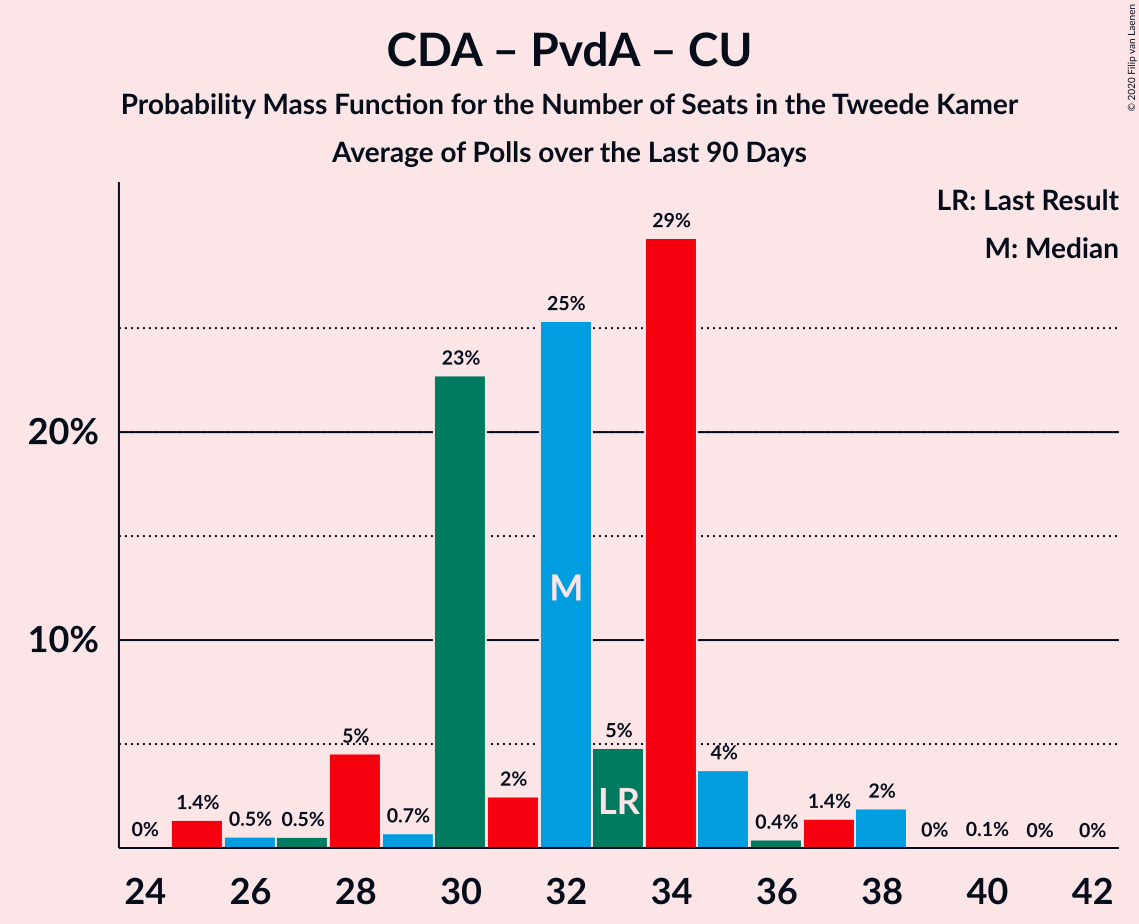 CDA – PvdA – CU
Probability Mass Function for the Number of Seats in the Tweede Kamer
Average of Polls over the Last 90 Days
© 2020 Filip van Laenen
LR: Last Result
M: Median
20%
10%
0%
1.4%
0.5%
0.5%
5%
0.7%
23%
2%
25%
5%
29%
4%
0.4%
1.4%
2%
0%
0.1%
0%
0%
M
LR
24 26 28 30 32 34 36 38 40 42